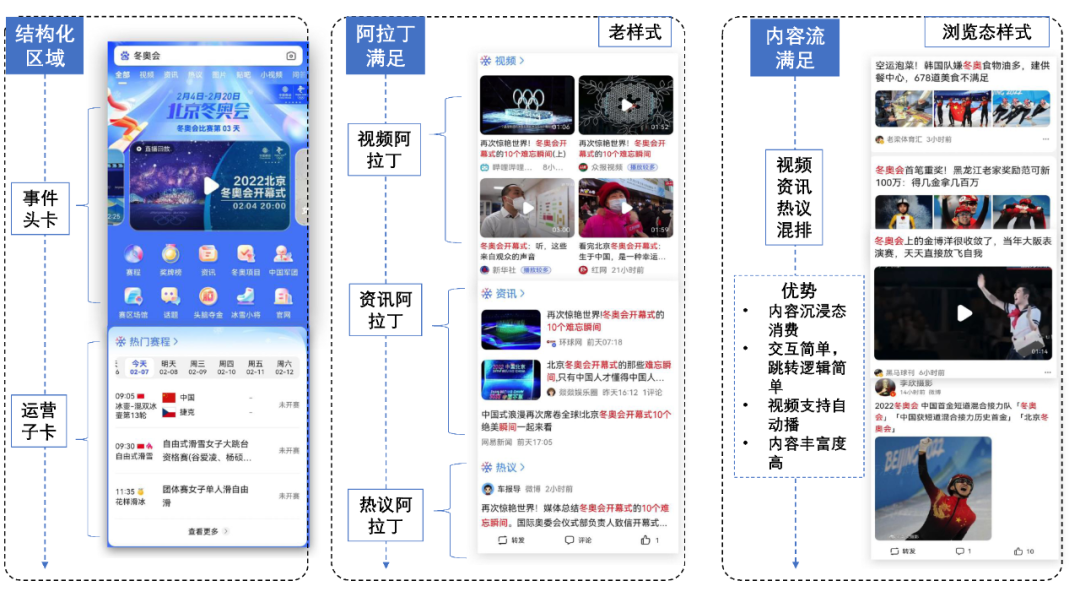 结构化
区域
冬奥会
全部 视频 资讯 图片 贴吧 小视频
2月4日-2月20日
北京冬奥会
冬奥会比赛第 03 天
直播回放
2022北京
冬奥会开幕式
02.04 20:00
2:25
赛程 奖牌榜 资讯 冬奥项目 中国军团
赛区场馆 话题 头脑夺金 冰雪小将 官网
热门赛程
今天 明天 周三 周四 周五 周六
6 02-07 02-08 02-09 02-10 02-11 02-12
09:05
冰壶-混双冰
壶第13轮
中国 -
捷克 -
未开赛
09:30
自由式滑雪
自由式滑雪女子大跳台
资格赛(谷爱凌、杨硕...
未开赛
11:35
花样滑冰
团体赛女子单人滑自由
滑
未开赛
查看更多
事件
头卡
运营
子卡
阿拉丁
满足
老样式
视频阿
拉丁
资讯阿
拉丁
热议阿
拉丁
视频
01:06
01:52
再次惊艳世界！冬奥会开
幕式的10个难忘瞬间(上)
哔哩哔哩... 8小...
再次惊艳世界！冬奥会开
幕式的10个难忘瞬间
众报视频 播放较多
03:00
01:59
冬奥会开幕式：听，这些
来自观众的声音
新华社 播放较多
看完北京冬奥会开幕式：
生于中国，是一种幸运...
红网 21小时前
资讯
再次惊艳世界!冬奥会开幕式的
10个难忘瞬间
环球网 前天07:18
北京冬奥会开幕式的那些难忘瞬
间,只有中国人才懂得中国人...
叕叕娱乐圈 昨天16:12 1评论
中国式浪漫再次席卷全球!北京冬奥会开幕式10个
绝美瞬间一起来看
网易新闻 前天17:05
热议
车报导 微博 2小时前
再次惊艳世界！媒体总结冬奥会开幕式的10个难
忘瞬间。国际奥委会仪式部负责人致信开幕式...
转发 评论 1
内容流
满足
浏览态样式
视频
资讯
热议
混排
优势
• 内容沉浸态
消费
• 交互简单，
跳转逻辑简
单
• 视频支持自
动播
• 内容丰富度
高
空运泡菜！韩国队嫌冬奥食物油多，建供
餐中心，678道美食不满足
老梁体育汇 3小时前
冬奥会首笔重奖！黑龙江老家奖励范可新
100万：得几金拿几百万
冬奥会上的金博洋很收敛了，当年大阪表
演赛，天天直接放飞自我
01:14
黑马球刊 6小时前
李欣摄影
14小时前 微博
2022冬奥会 中国首金短道混合接力队「冬奥
会」「中国获短道混合接力历史首金」「北京冬
奥会」
BEIJING 2022
转发 1 10